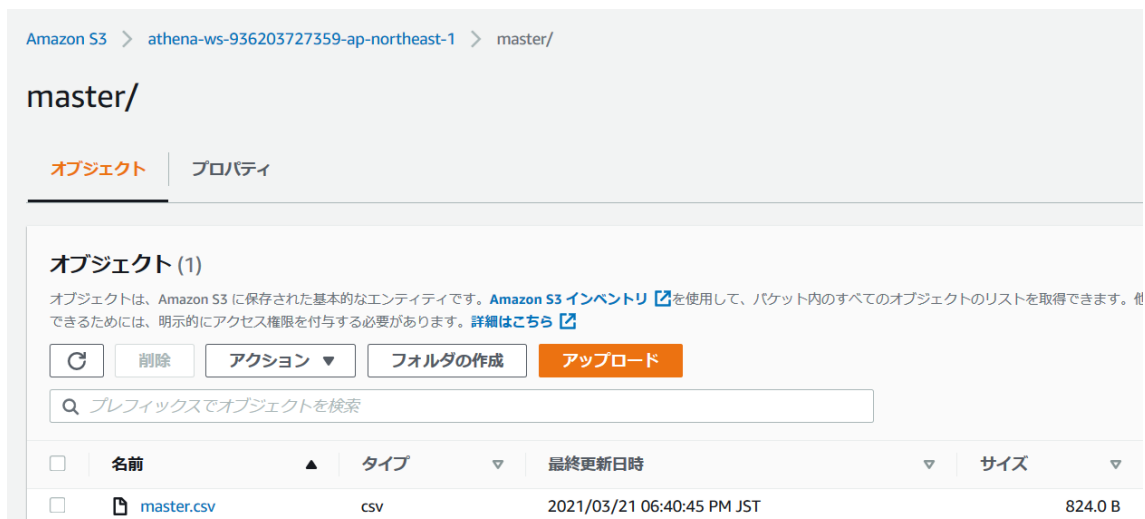 Amazon S3 > athena-ws-936203727359-ap-northeast-1 > master/
master/
オブジェクト プロパティ
オブジェクト (1)
オブジェクトは、Amazon S3 に保存された基本的なエンティティです。Amazon S3 インベントリ を使用して、バケット内のすべてのオブジェクトのリストを取得できます。他
できるためには、明示的にアクセス権限を付与する必要があります。詳細はこちら
削除 アクション ▼ フォルダの作成 アップロード
プレフィックスでオブジェクトを検索
名前 ▲ タイプ ▽ 最終更新日時 ▽ サイズ ▽
master.csv csv 2021/03/21 06:40:45 PM JST 824.0 B